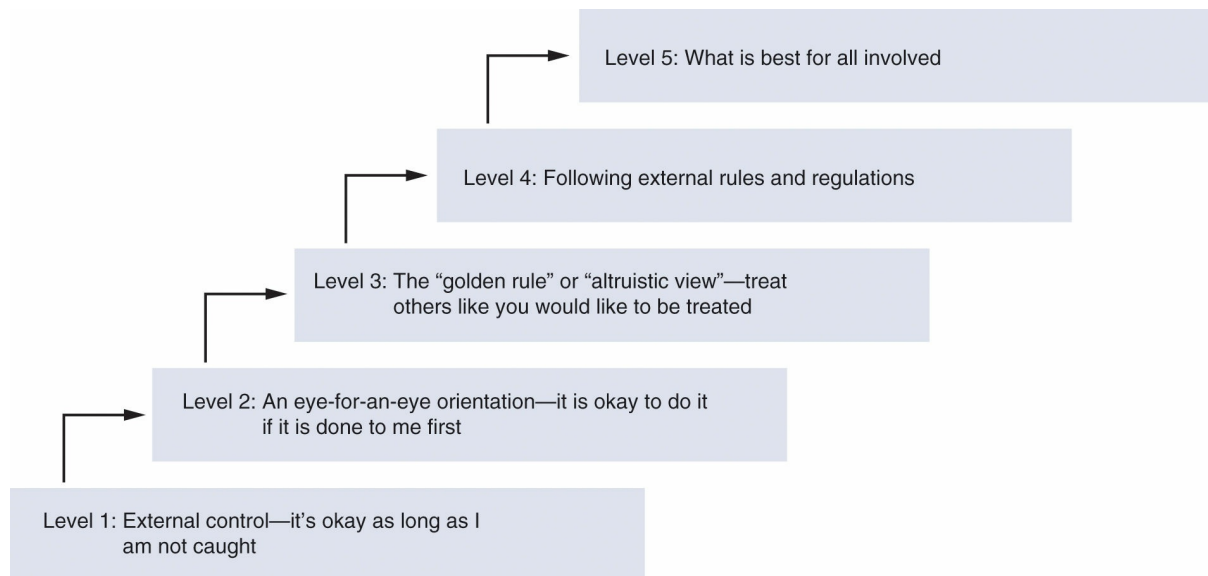 Level 5: What is best for all involved
Level 4: Following external rules and regulations
Level 3: The “golden rule” or “altruistic view”—treat
others like you would like to be treated
Level 2: An eye-for-an-eye orientation—it is okay to do it
if it is done to me first
Level 1: External control—it’s okay as long as I
am not caught